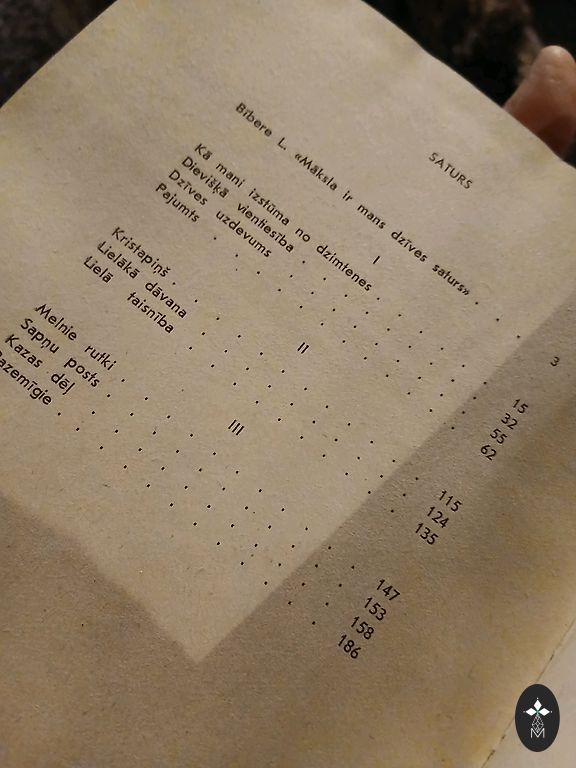 SATURS
Bibere L. «Māksla ir mans dzīves saturs» . . . 3
I
Kā mani izstūma no dzimtenes . . . . . . . 15
Dievišķā vientiesība . . . . . . . . . . 32
Dzīves uzdevums . . . . . . . . . . . 55
Pajumts . . . . . . . . . . . . . . 62
II
Kristapiņš . . . . . . . . . . . . . 115
Lielākā dāvana . . . . . . . . . . . . 124
Lielā taisnība . . . . . . . . . . . . 135
III
Melnie rutki . . . . . . . . . . . . 147
Sapņu posts . . . . . . . . . . . . 153
Kazas dēļ . . . . . . . . . . . . . 158
Pazemīgie . . . . . . . . . . . . . 186
M